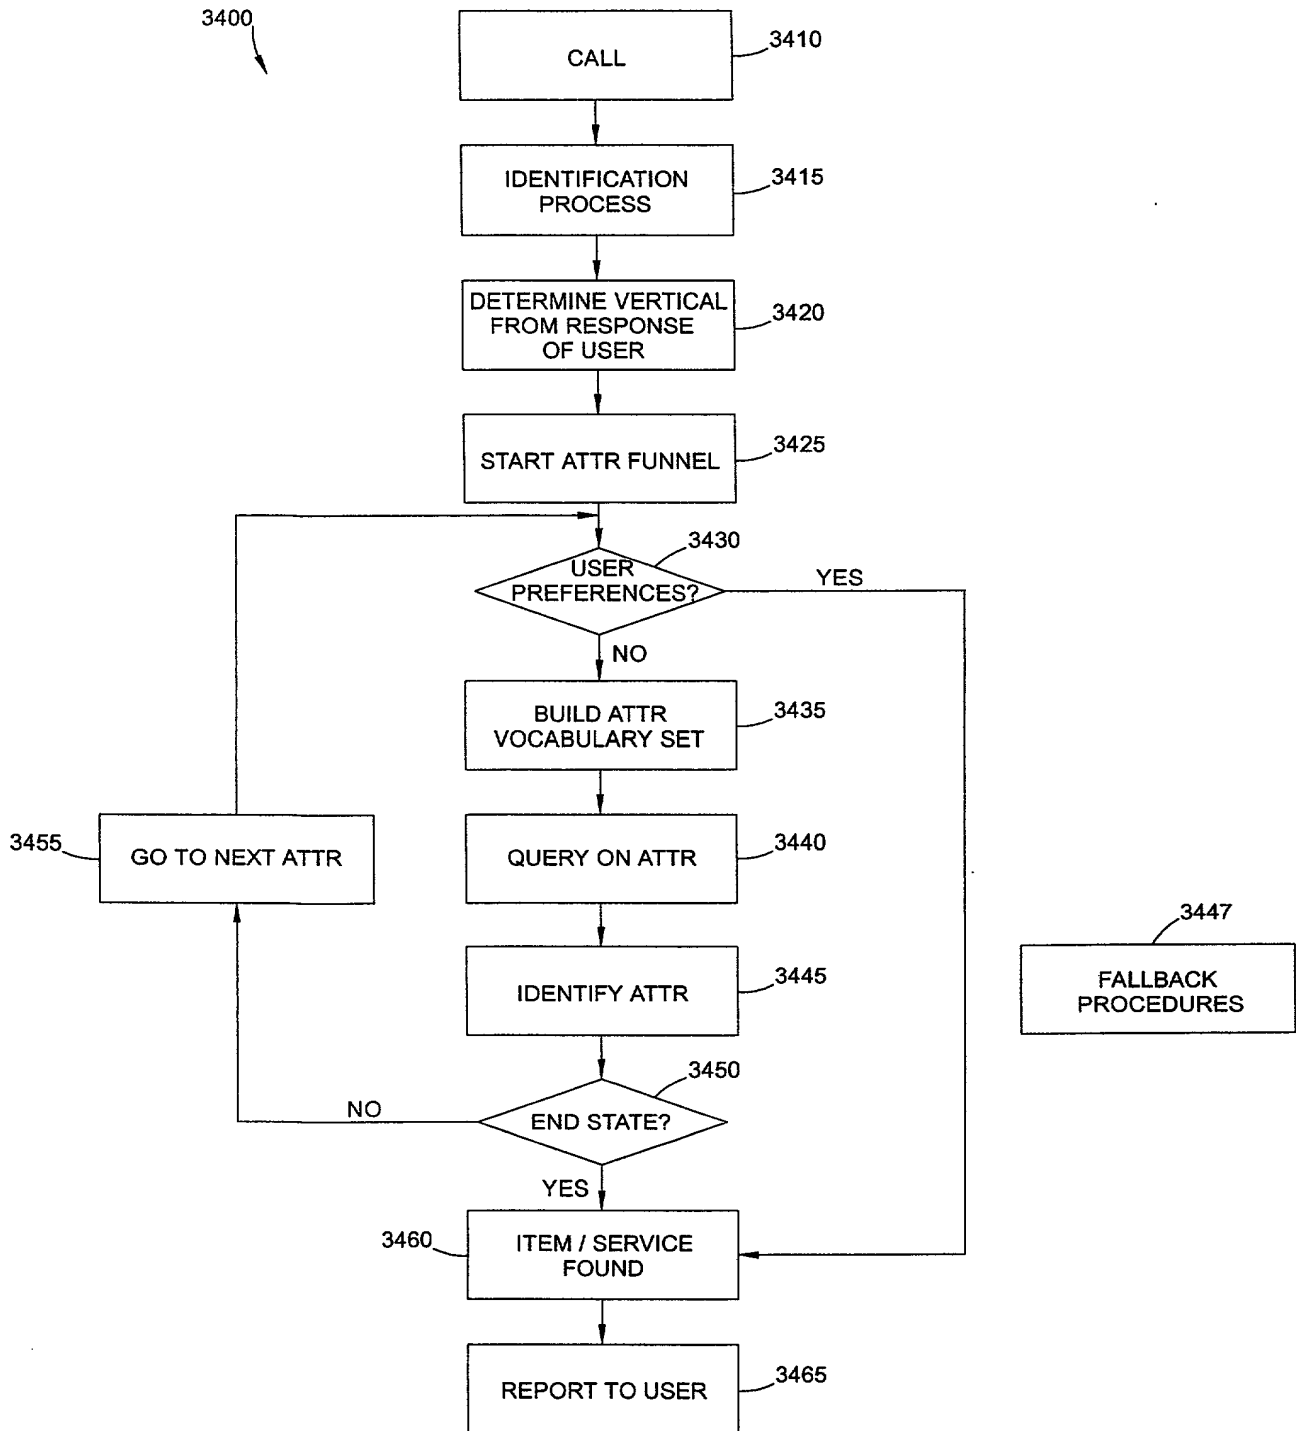 3400
CALL
3410
IDENTIFICATION
PROCESS
3415
DETERMINE VERTICAL
FROM RESPONSE
OF USER
3420
START ATTR FUNNEL
3425
3430
USER
PREFERENCES?
YES
NO
BUILD ATTR
VOCABULARY SET
3435
3455
GO TO NEXT ATTR
QUERY ON ATTR
3440
IDENTIFY ATTR
3445
3447
FALLBACK
PROCEDURES
3450
END STATE?
NO
YES
3460
ITEM / SERVICE
FOUND
REPORT TO USER
3465